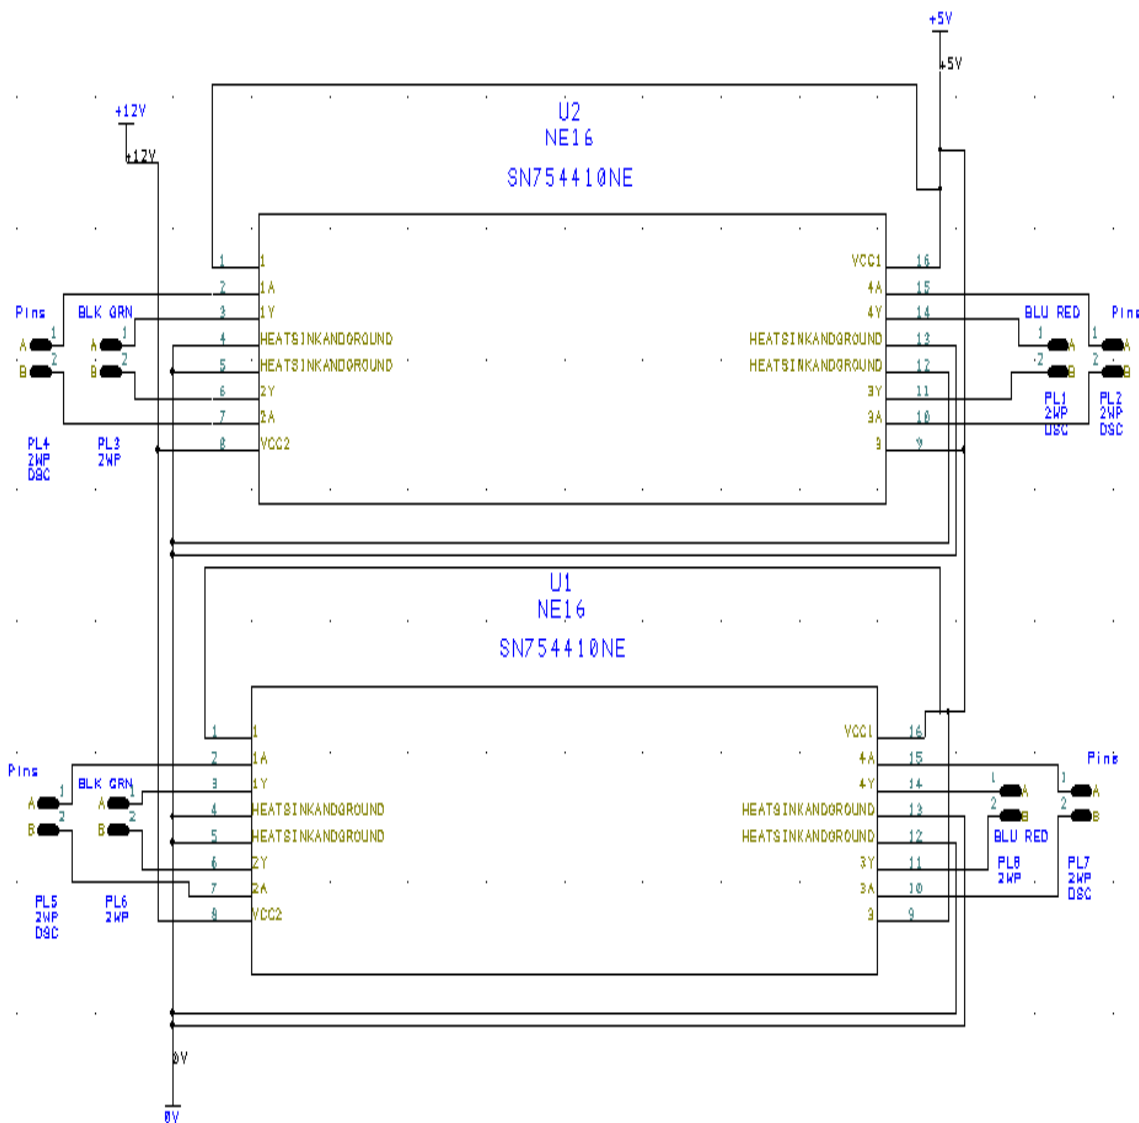 +5V
+5V
+12V
+12V
U2
NE16
SN754410NE
1 1 VCC1 16
2 1A 4A 15
3 1Y 4Y 14
4 HEATSINKANDGROUND HEATSINKANDGROUND 13
5 HEATSINKANDGROUND HEATSINKANDGROUND 12
6 2Y 3Y 11
7 2A 3A 10
8 VCC2 9 9
Pins BLK GRN
A 1 A 1
B 2 B 2
PL4 PL3
2WP 2WP
DSC
BLU RED Pins
1 A 1 A
2 B 2 B
PL1 PL2
2WP 2WP
DSC DSC
U1
NE16
SN754410NE
1 1 VCC1 16
2 1A 4A 15
3 1Y 4Y 14
4 HEATSINKANDGROUND HEATSINKANDGROUND 13
5 HEATSINKANDGROUND HEATSINKANDGROUND 12
6 2Y 3Y 11
7 2A 3A 10
8 VCC2 9 9
Pins BLK GRN
A 1 A 1
B 2 B 2
PL5 PL6
2WP 2WP
DSC
Pins
1 A 1 A
2 B 2 B
BLU RED
PL8 PL7
2WP 2WP
DSC
0V
0V